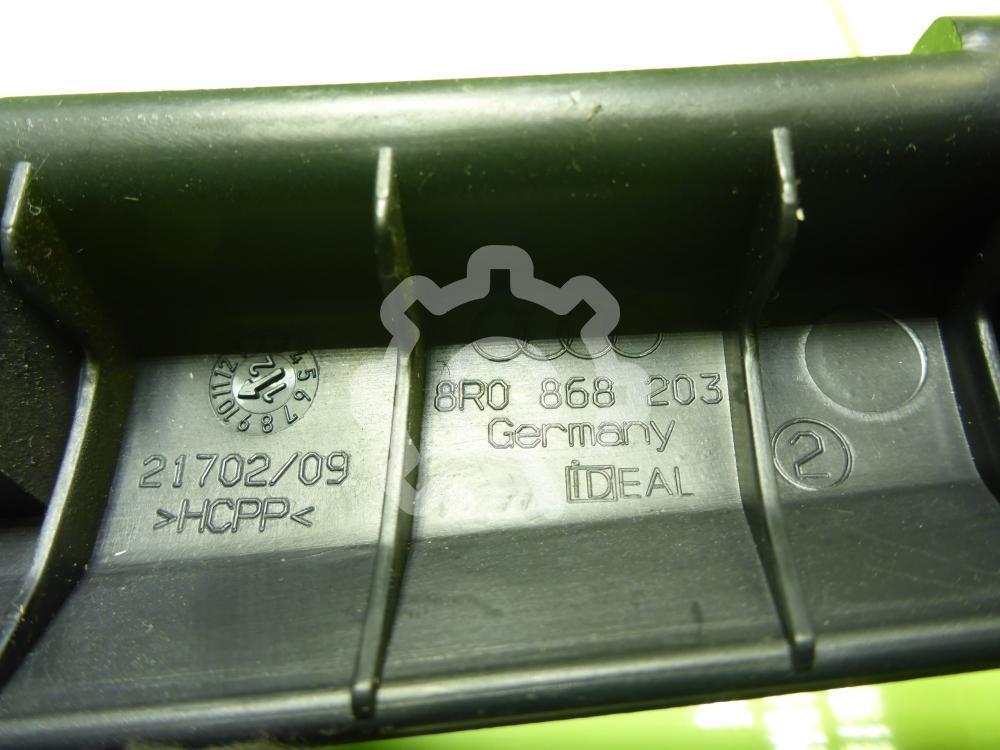 8R0 868 203
Germany
iDEAL
2
21702/09
>HCPP<